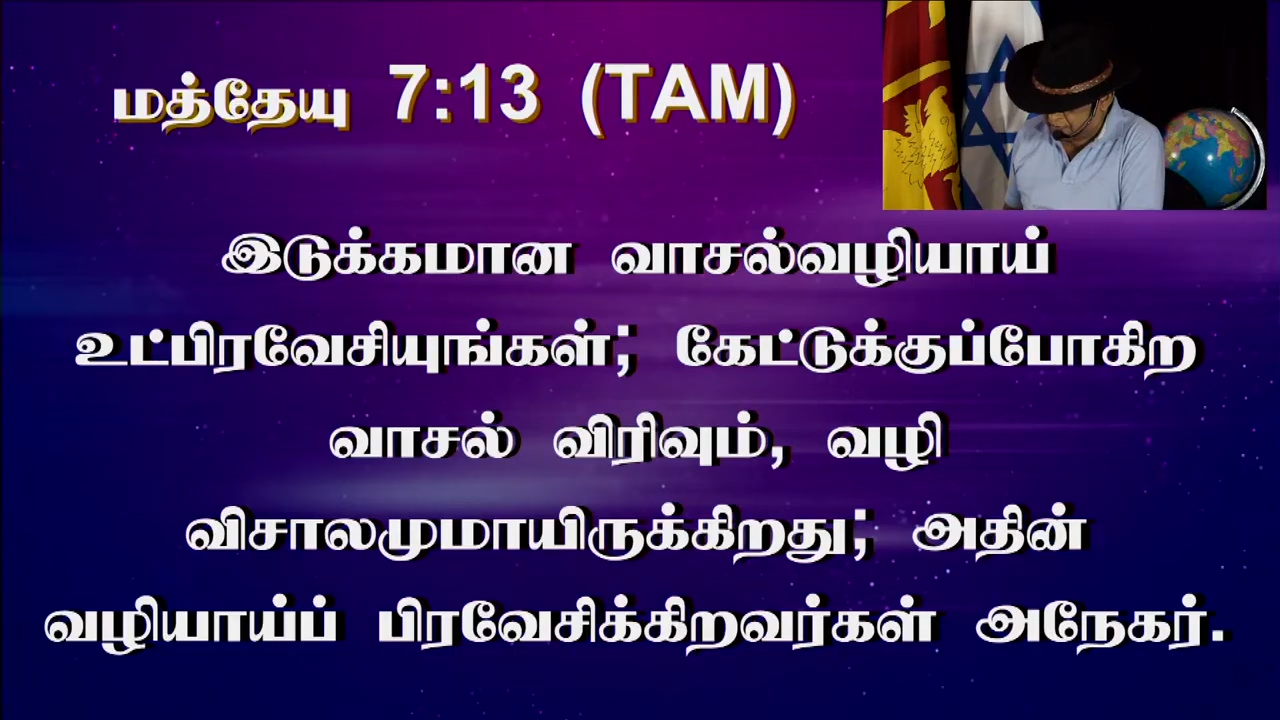 மத்தேயு 7:13 (TAM)
இடுக்கமான வாசல்வழியாய்
உட்பிரவேசியுங்கள்; கேட்டுக்குப்போகிற
வாசல் விரிவும், வழி
விசாலமுமாயிருக்கிறது; அதின்
வழியாய்ப் பிரவேசிக்கிறவர்கள் அநேகர்.